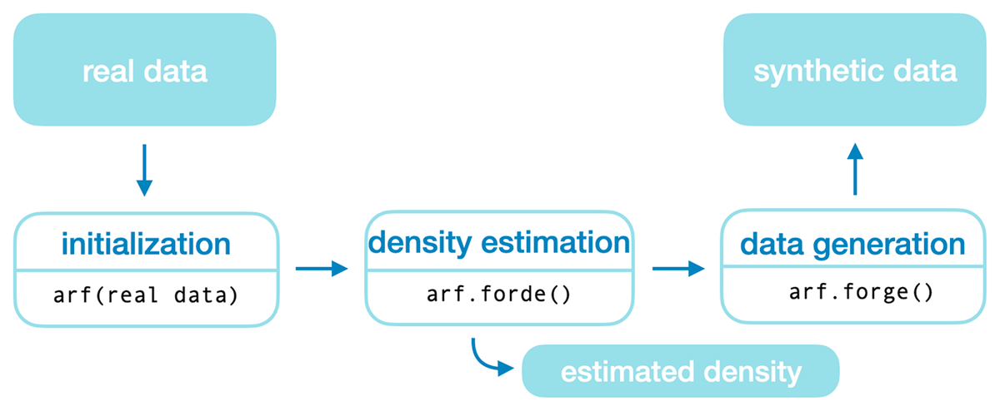 real data
synthetic data
initialization
arf(real data)
density estimation
arf.forde()
data generation
arf.forge()
estimated density